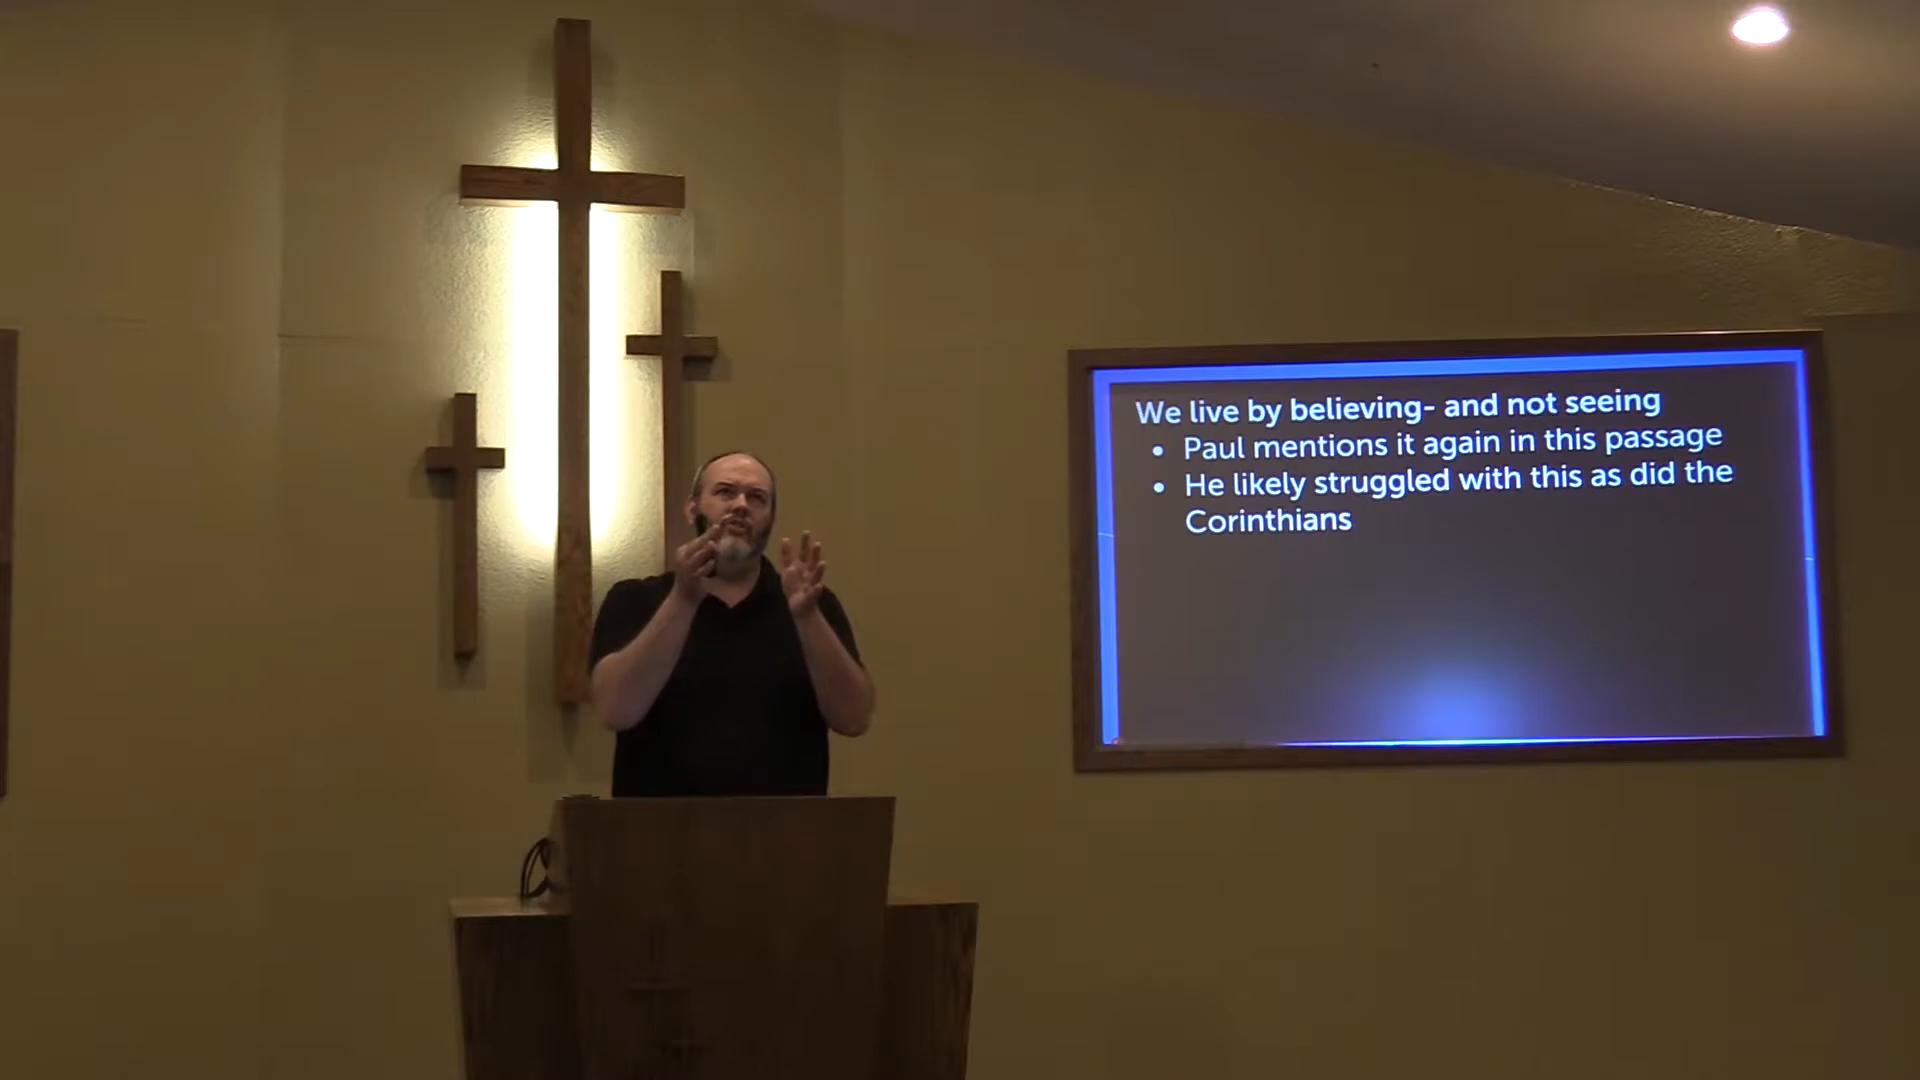 We live by believing- and not seeing
• Paul mentions it again in this passage
• He likely struggled with this as did the
Corinthians